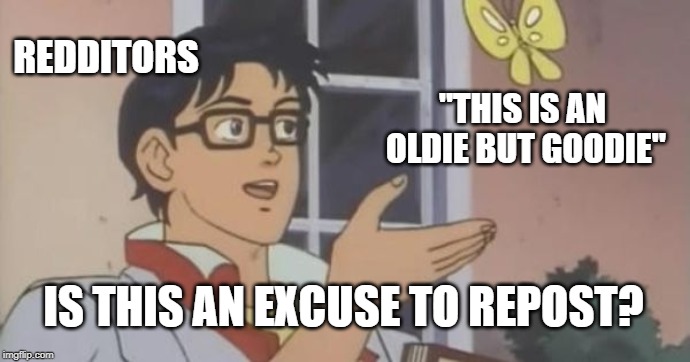 REDDITORS
"THIS IS AN
OLDIE BUT GOODIE"
IS THIS AN EXCUSE TO REPOST?
imgflip.com